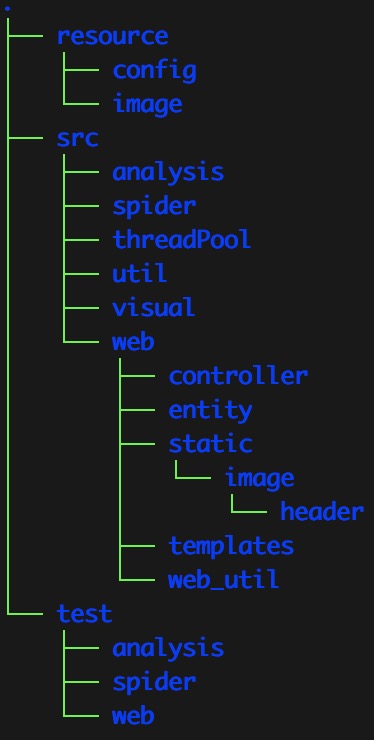 .
resource
config
image
src
analysis
spider
threadPool
util
visual
web
controller
entity
static
image
header
templates
web_util
test
analysis
spider
web